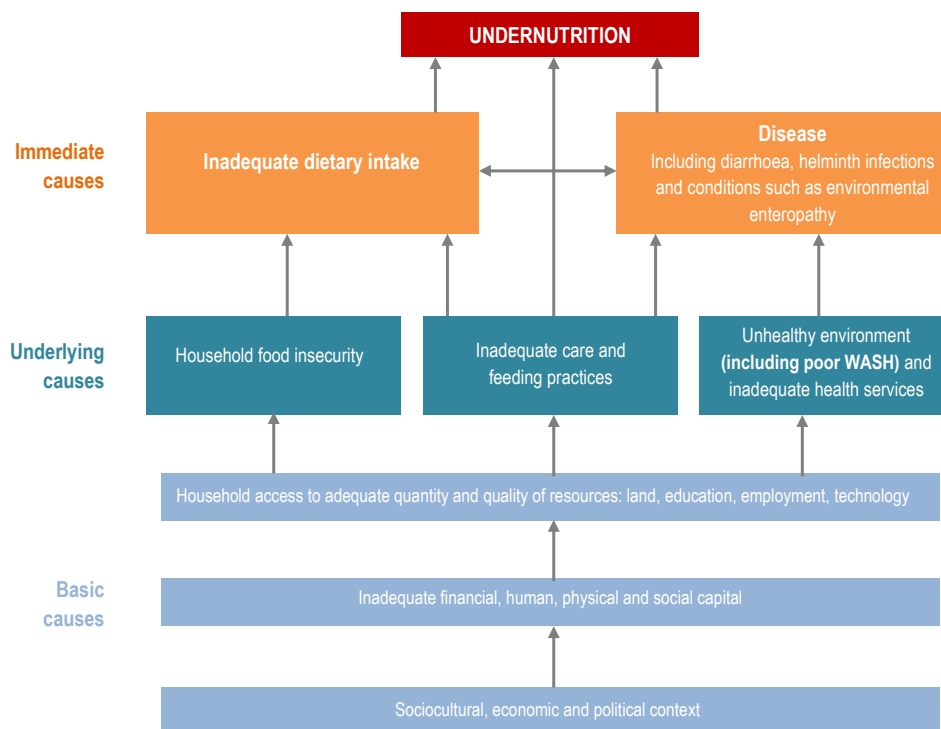 UNDERNUTRITION
Immediate
causes
Inadequate dietary intake
Disease
Including diarrhoea, helminth infections
and conditions such as environmental
enteropathy
Underlying
causes
Household food insecurity
Inadequate care and
feeding practices
Unhealthy environment
(including poor WASH) and
inadequate health services
Household access to adequate quantity and quality of resources: land, education, employment, technology
Basic
causes
Inadequate financial, human, physical and social capital
Sociocultural, economic and political context